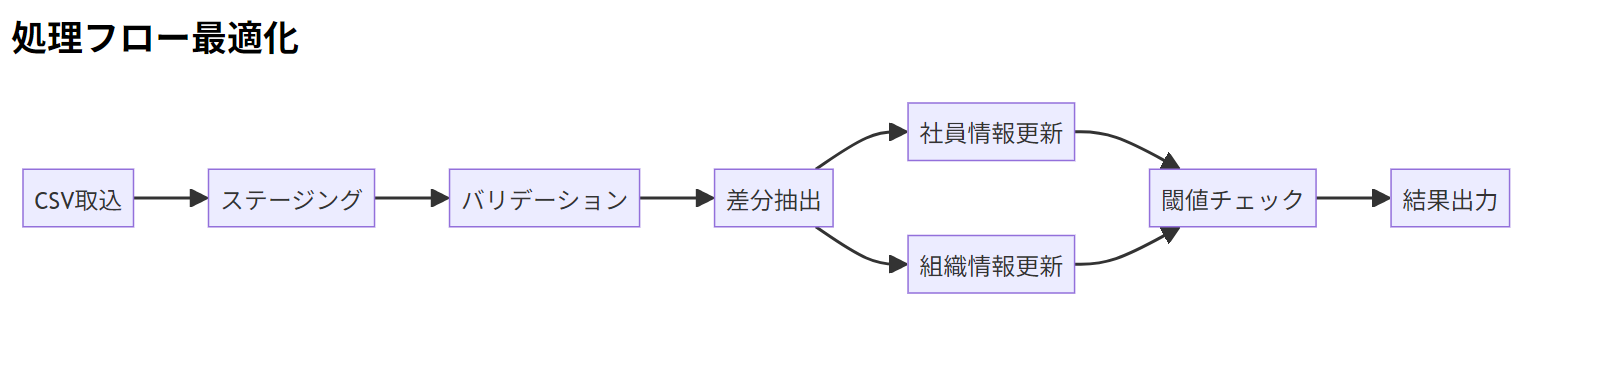 処理フロー最適化
CSV取込
ステージング
バリデーション
差分抽出
社員情報更新
組織情報更新
閾値チェック
結果出力